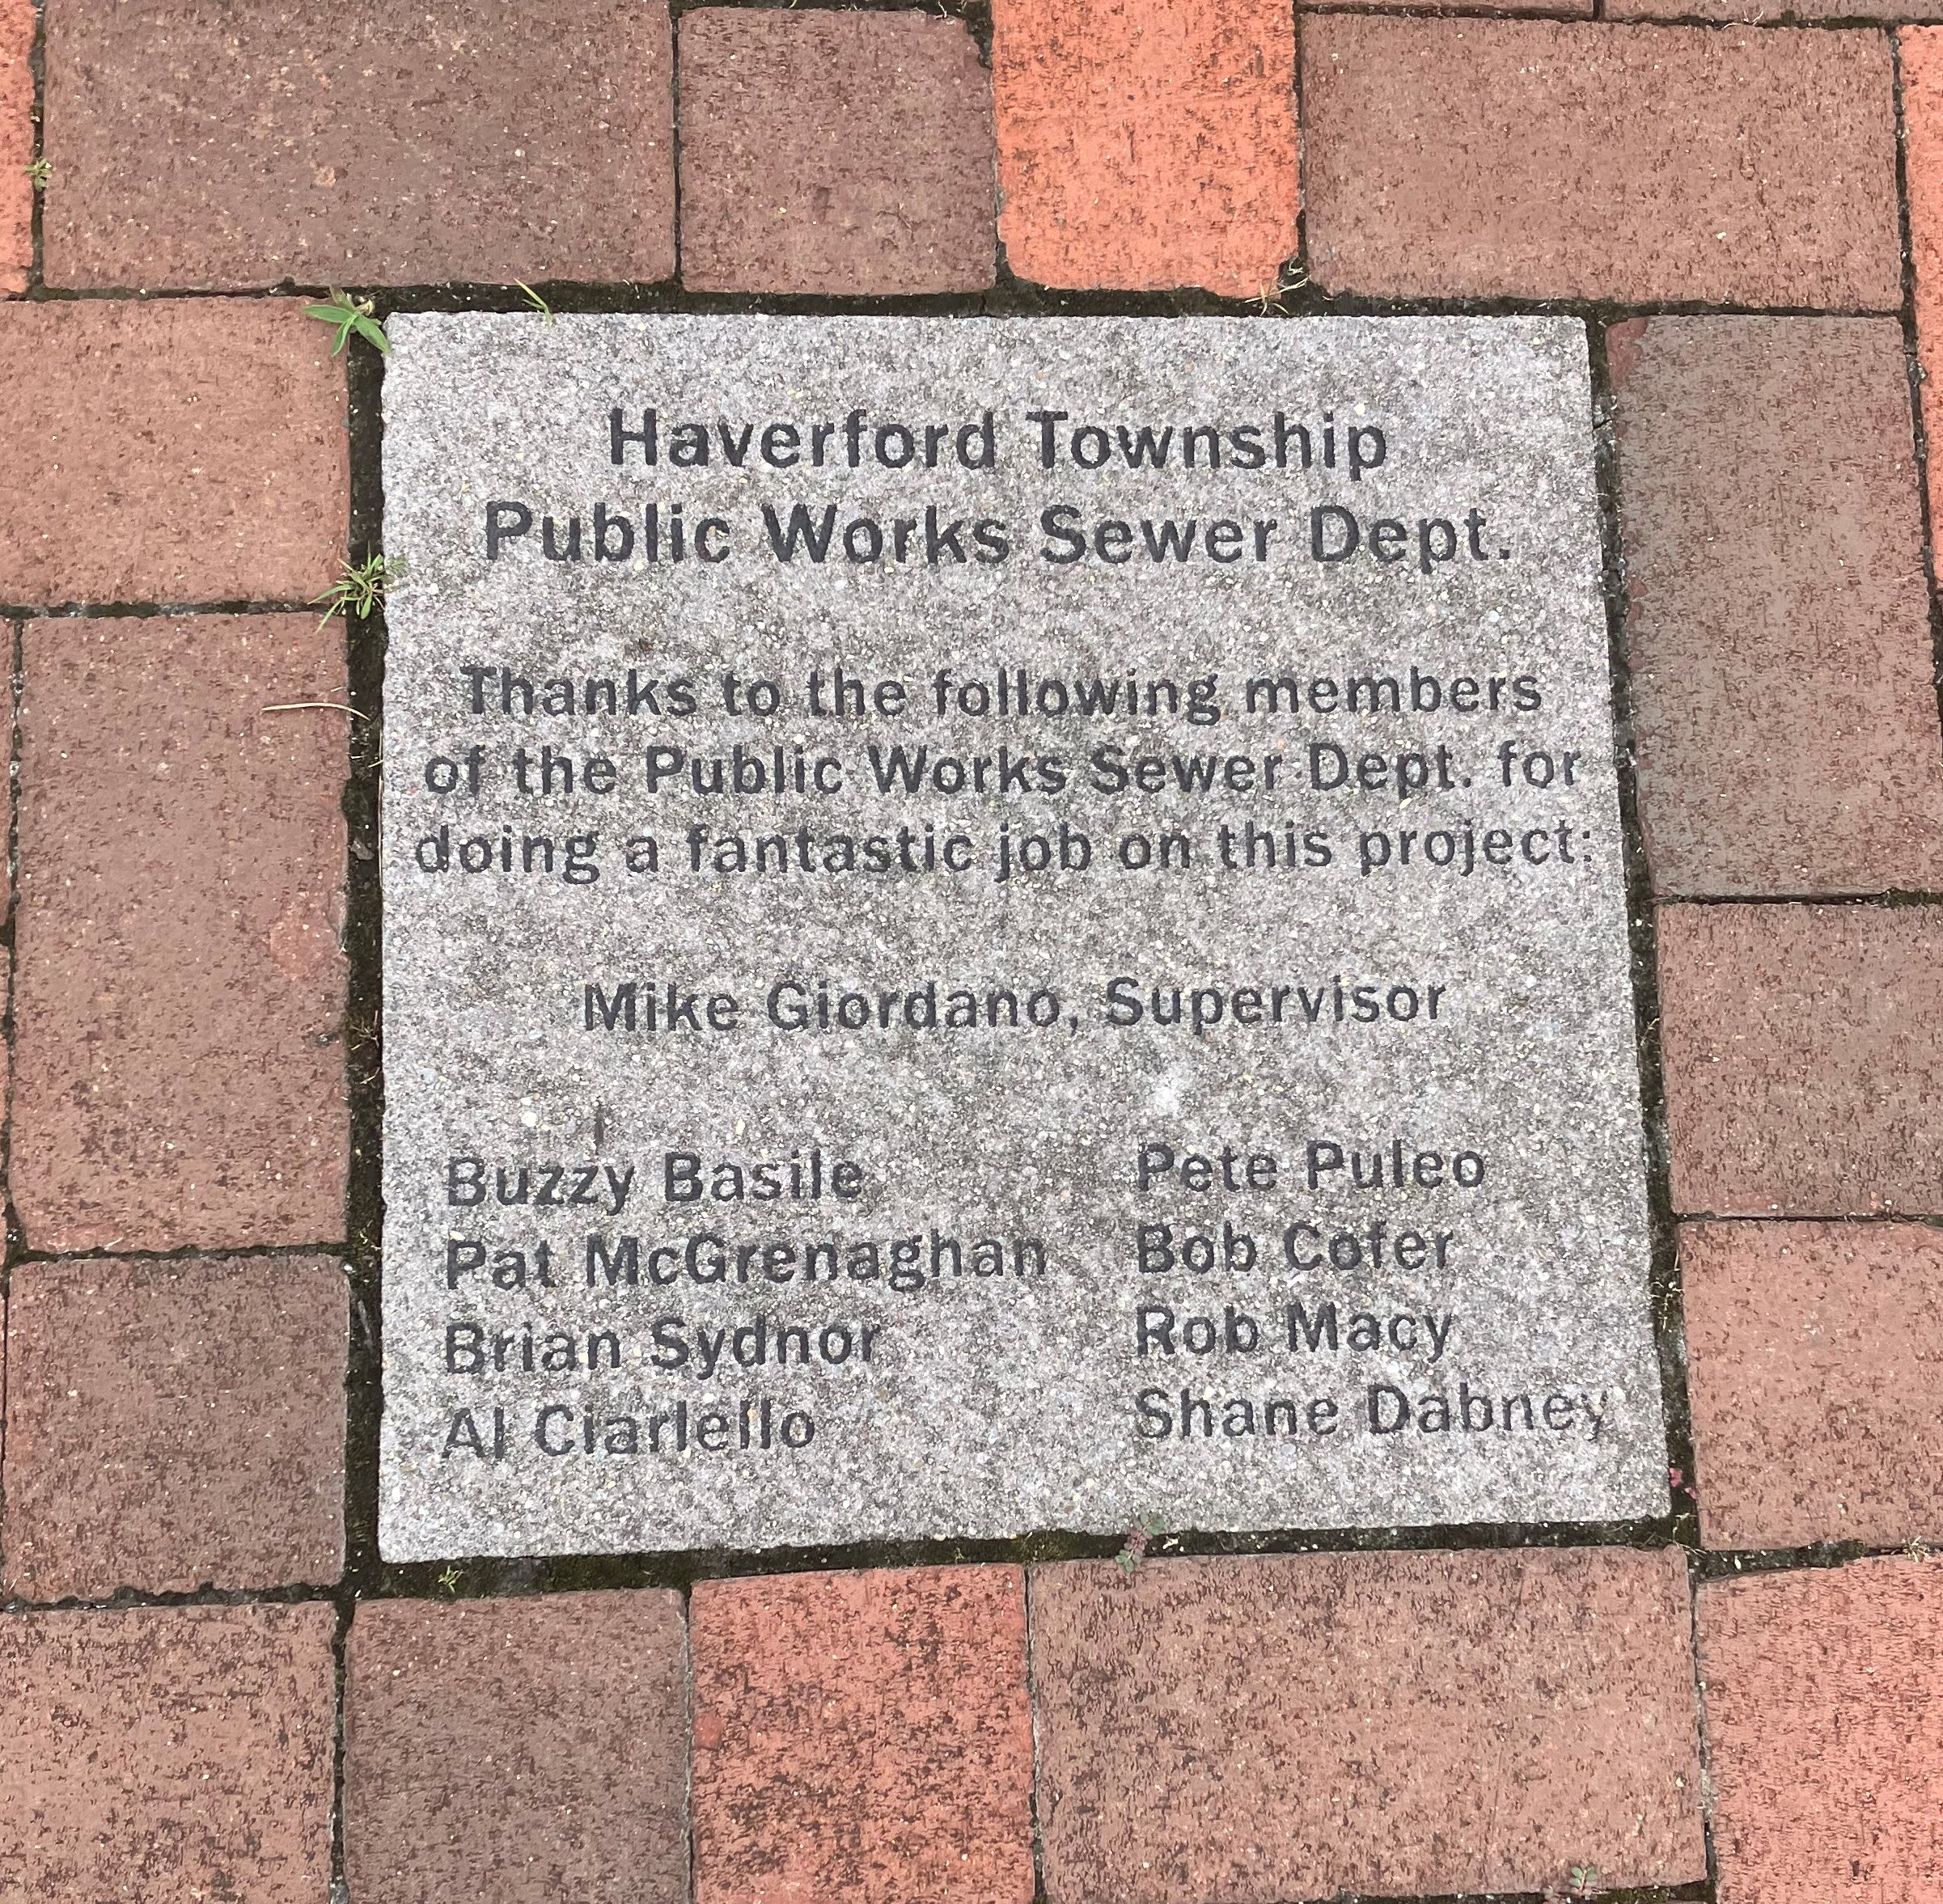 Haverford Township
Public Works Sewer Dept.
Thanks to the following members
of the Public Works Sewer Dept. for
doing a fantastic job on this project:
Mike Giordano, Supervisor
Buzzy Basile
Pat McGrenaghan
Brian Sydnor
Al Ciarlello
Pete Puleo
Bob Cofer
Rob Macy
Shane Dabney